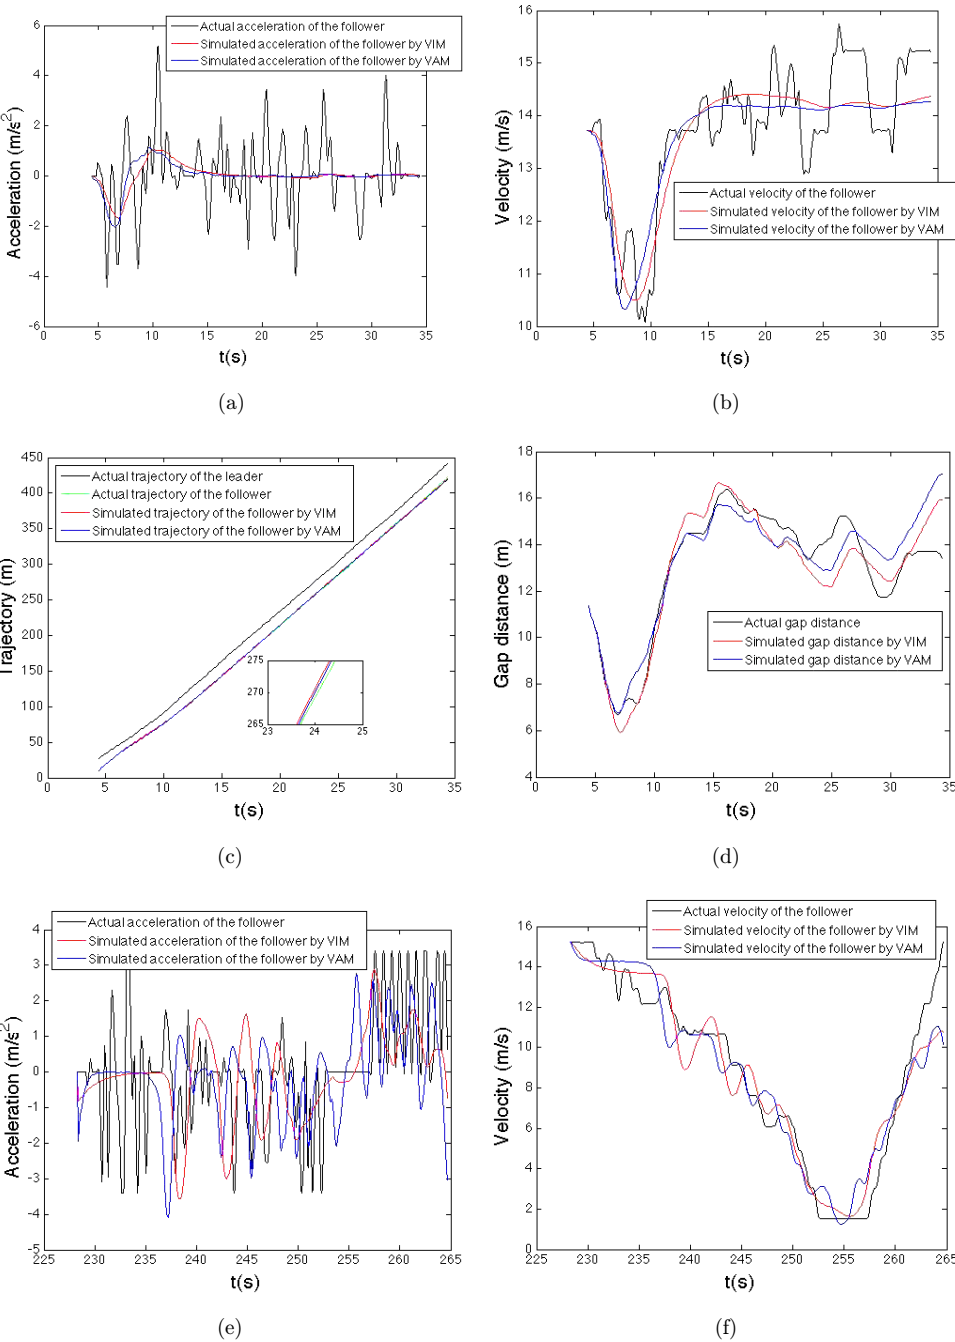 6
Actual acceleration of the follower
Simulated acceleration of the follower by VIM
Simulated acceleration of the follower by VAM
4
2
0
-2
-4
-6
0 5 10 15 20 25 30 35
Acceleration (m/s²)
t(s)
(a)
16
15
14
13
12
11
10
Actual velocity of the follower
Simulated velocity of the follower by VIM
Simulated velocity of the follower by VAM
0 5 10 15 20 25 30 35
Velocity (m/s)
t(s)
(b)
450
400
350
300
250
200
150
100
50
0
Actual trajectory of the leader
Actual trajectory of the follower
Simulated trajectory of the follower by VIM
Simulated trajectory of the follower by VAM
275
270
265
23 24 25
0 5 10 15 20 25 30 35
Trajectory (m)
t(s)
(c)
18
16
14
12
10
8
6
4
Actual gap distance
Simulated gap distance by VIM
Simulated gap distance by VAM
0 5 10 15 20 25 30 35
Gap distance (m)
t(s)
(d)
4
3
2
1
0
-1
-2
-3
-4
-5
Actual acceleration of the follower
Simulated acceleration of the follower by VIM
Simulated acceleration of the follower by VAM
225 230 235 240 245 250 255 260 265
Acceleration (m/s²)
t(s)
(e)
16
14
12
10
8
6
4
2
0
Actual velocity of the follower
Simulated velocity of the follower by VIM
Simulated velocity of the follower by VAM
225 230 235 240 245 250 255 260 265
Velocity (m/s)
t(s)
(f)